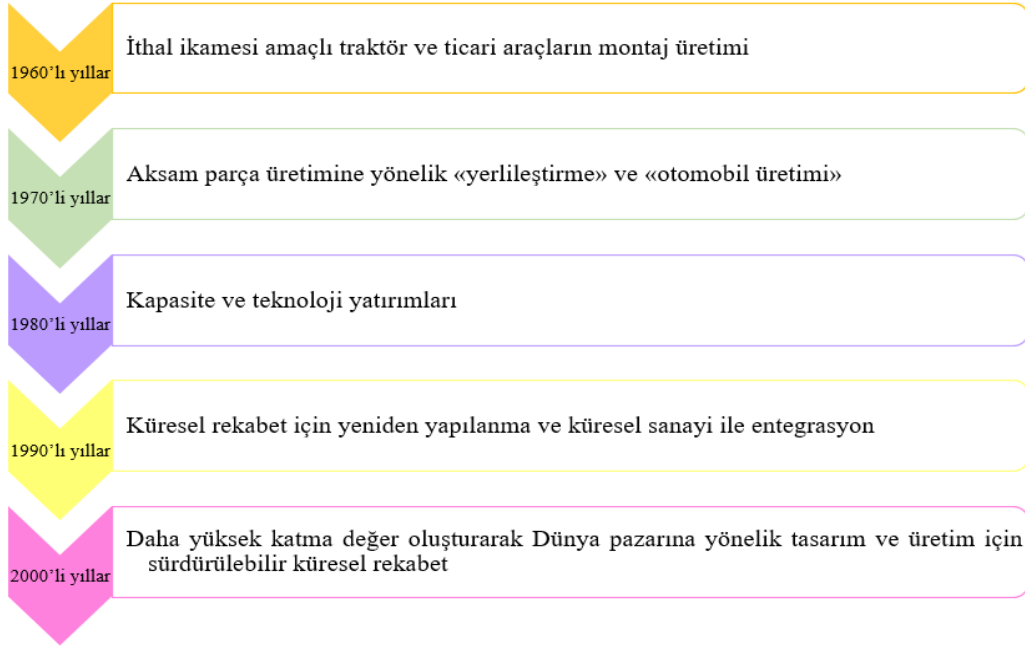 1960’lı yıllar
İthal ikamesi amaçlı traktör ve ticari araçların montaj üretimi
1970’li yıllar
Aksam parça üretimine yönelik «yerlileştirme» ve «otomobil üretimi»
1980’li yıllar
Kapasite ve teknoloji yatırımları
1990’lı yıllar
Küresel rekabet için yeniden yapılanma ve küresel sanayi ile entegrasyon
2000’li yıllar
Daha yüksek katma değer oluşturarak Dünya pazarına yönelik tasarım ve üretim için
sürdürülebilir küresel rekabet